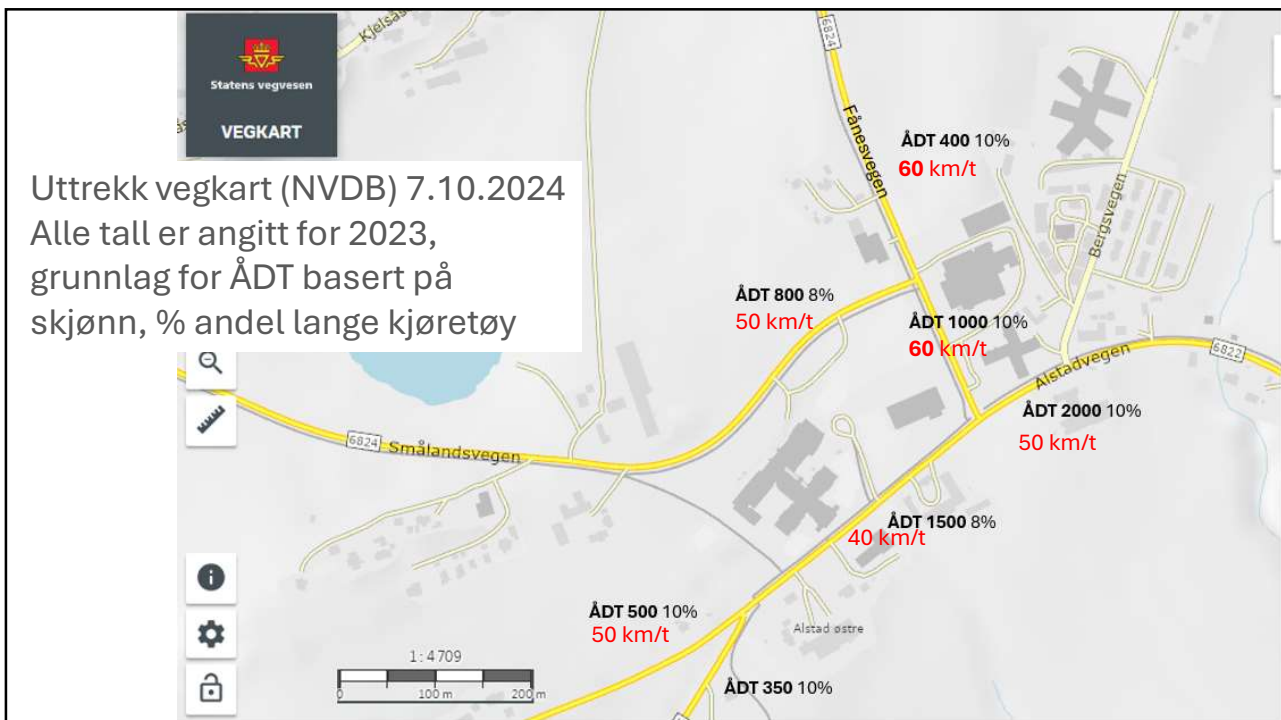 Kjelsås
6824
Statens vegvesen
VEGKART
Fånesvegen
ÅDT 400 10%
60 km/t
Uttrekk vegkart (NVDB) 7.10.2024
Alle tall er angitt for 2023,
grunnlag for ÅDT basert på
skjønn, % andel lange kjøretøy
Bergsvegen
ÅDT 800 8%
50 km/t
ÅDT 1000 10%
60 km/t
Alstadvegen
6822
ÅDT 2000 10%
50 km/t
6824
Smålandsvegen
ÅDT 1500 8%
40 km/t
ÅDT 500 10%
50 km/t
Alstad østre
1: 4709
0 100 m 200 m
ÅDT 350 10%